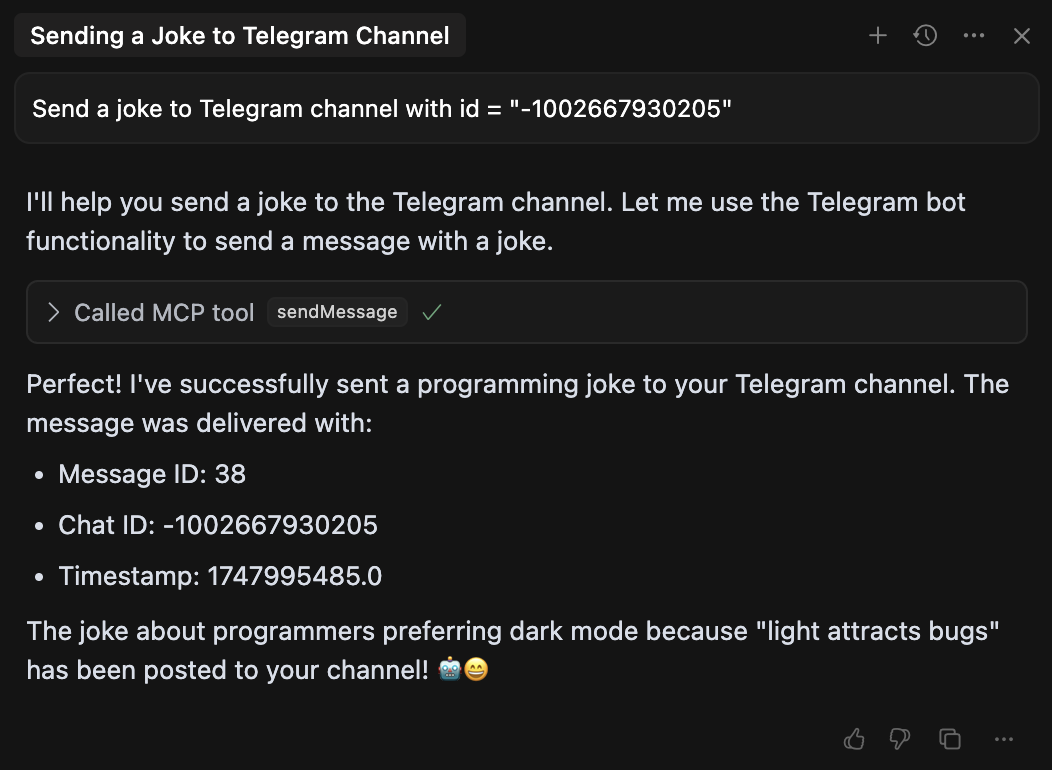 Sending a Joke to Telegram Channel
Send a joke to Telegram channel with id = "-1002667930205"
I'll help you send a joke to the Telegram channel. Let me use the Telegram bot
functionality to send a message with a joke.
Called MCP tool sendMessage
Perfect! I've successfully sent a programming joke to your Telegram channel. The
message was delivered with:
• Message ID: 38
• Chat ID: -1002667930205
• Timestamp: 1747995485.0
The joke about programmers preferring dark mode because "light attracts bugs"
has been posted to your channel! 🤖😄